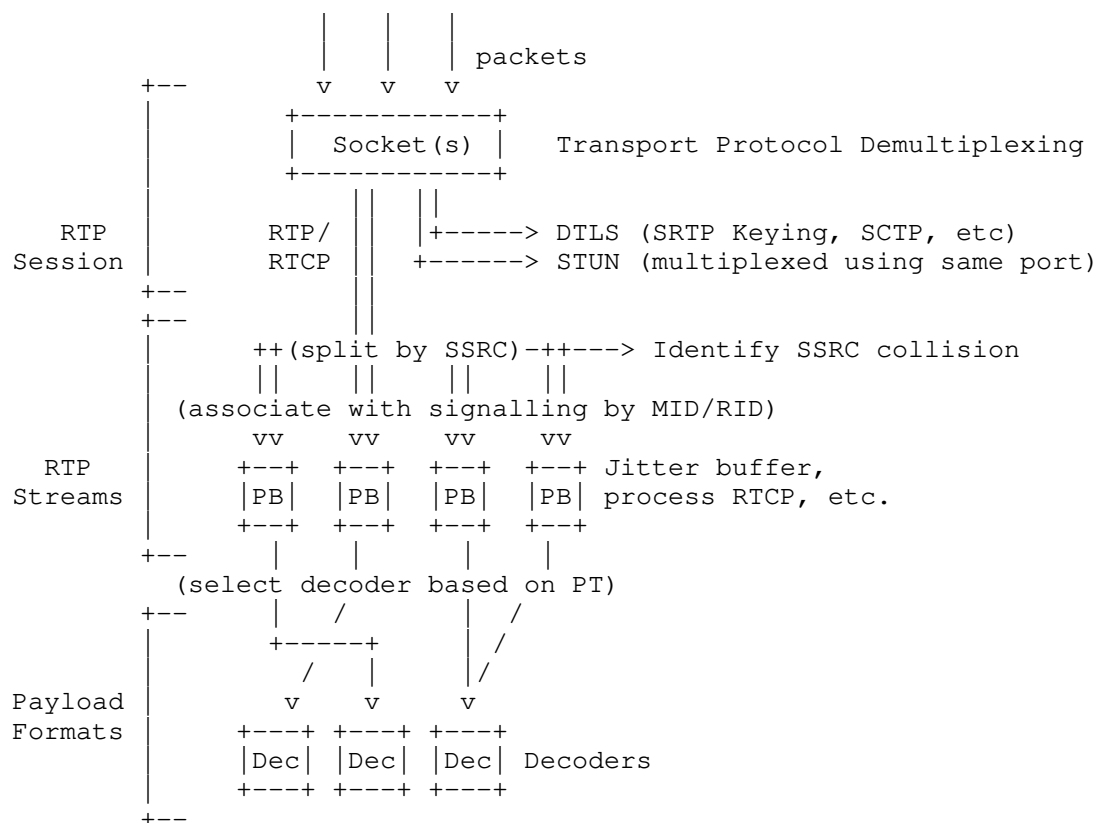 packets
Socket(s) Transport Protocol Demultiplexing
RTP RTP/ DTLS (SRTP Keying, SCTP, etc)
Session RTCP STUN (multiplexed using same port)
(split by SSRC) Identify SSRC collision
(associate with signalling by MID/RID)
RTP Jitter buffer,
Streams PB PB PB PB process RTCP, etc.
(select decoder based on PT)
Payload
Formats
Dec Dec Dec Decoders